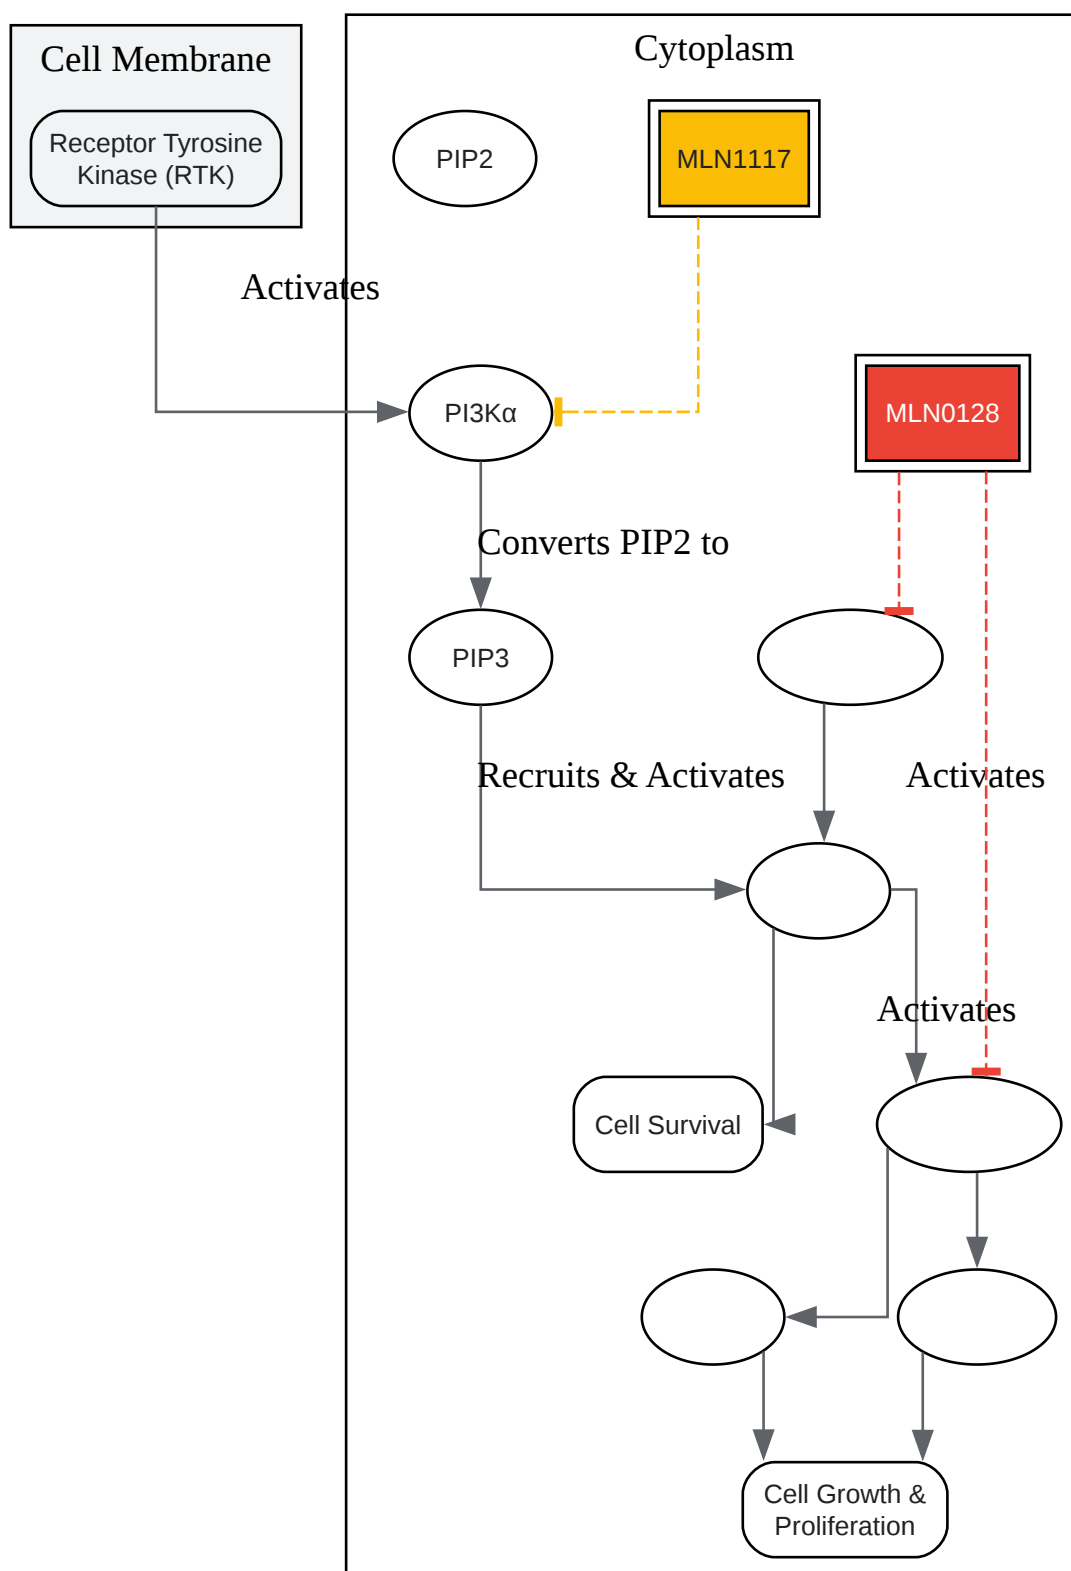 Cell Membrane
Receptor Tyrosine
Kinase (RTK)
Cytoplasm
PIP2
MLN1117
Activates
PI3Kα
MLN0128
Converts PIP2 to
PIP3
Recruits & Activates
Activates
Activates
Cell Survival
Cell Growth &
Proliferation